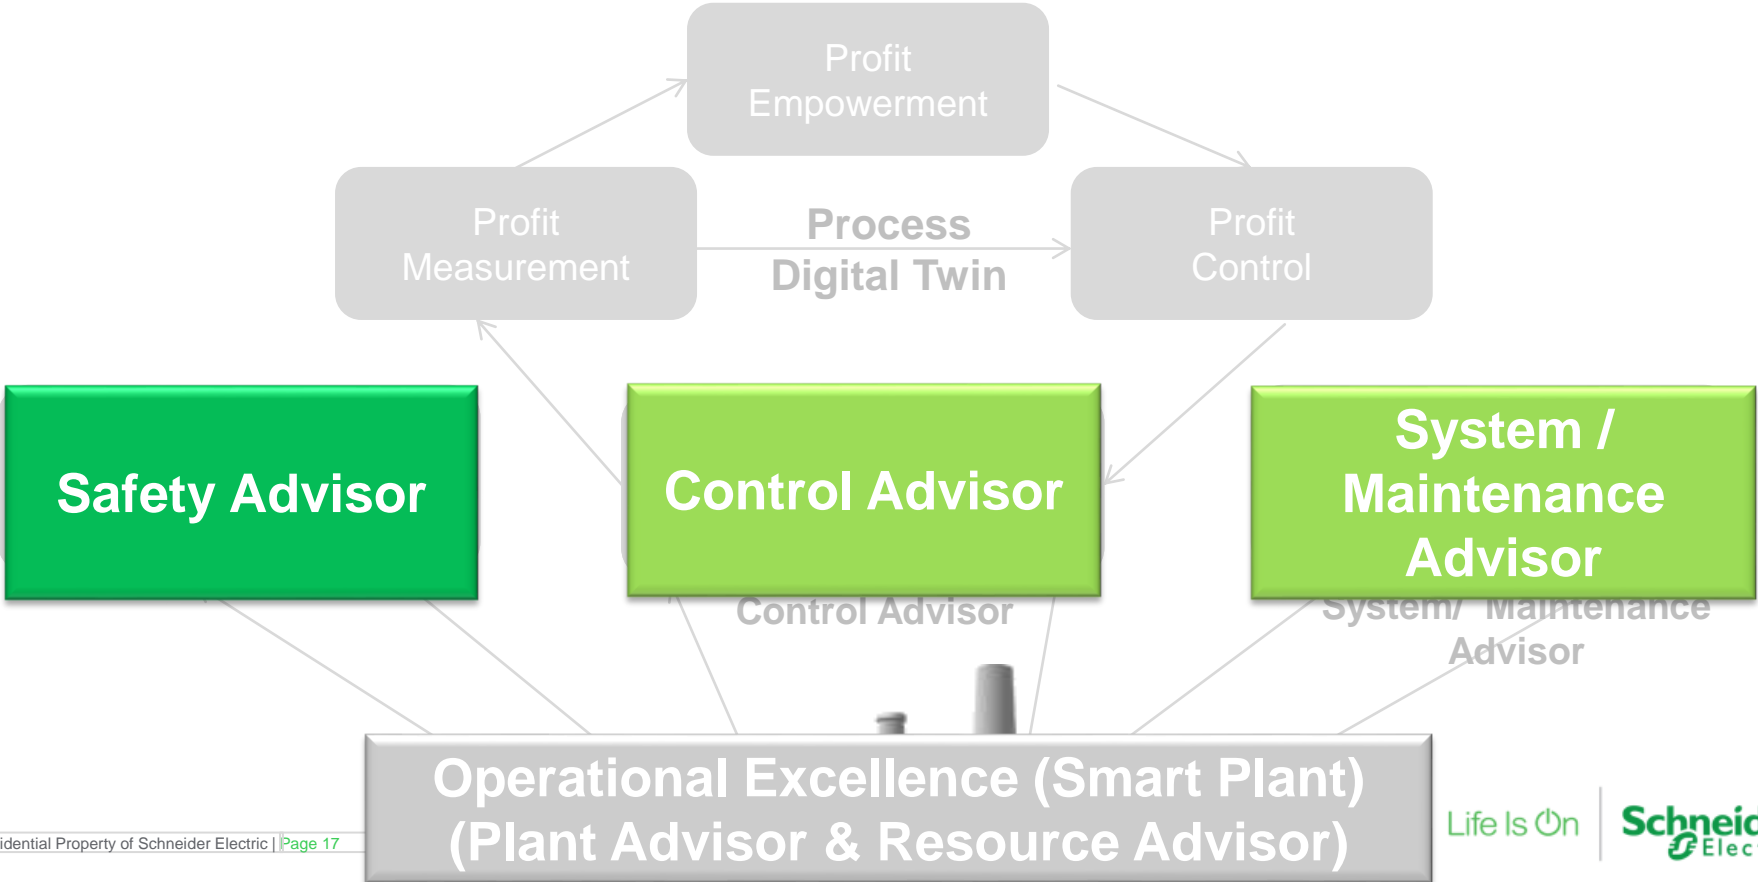 Profit
Empowerment
Profit
Measurement
Process
Digital Twin
Profit
Control
Safety Advisor
Control Advisor
System /
Maintenance
Advisor
Control Advisor
System/ Maintenance
Advisor
Operational Excellence (Smart Plant)
(Plant Advisor & Resource Advisor)
idential Property of Schneider Electric | Page 17
Life Is On
Schneid
Elec